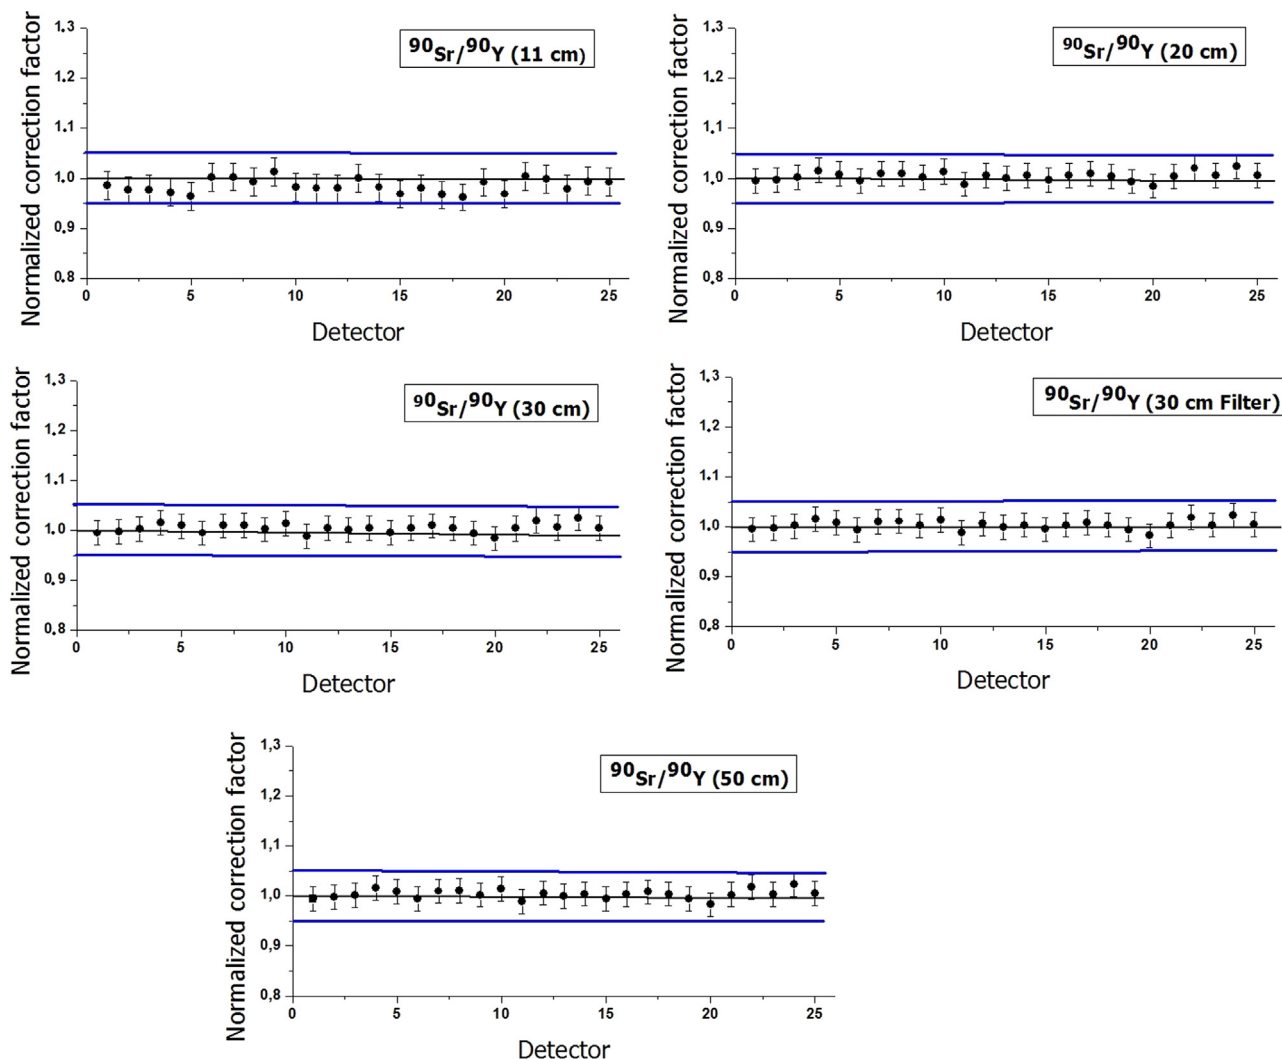 Normalized correction factor
⁹⁰Sr/⁹⁰Y (11 cm)
1,3
1,2
1,1
1,0
0,9
0,8
0 5 10 15 20 25
Detector
Normalized correction factor
⁹⁰Sr/⁹⁰Y (20 cm)
1,3
1,2
1,1
1,0
0,9
0,8
0 5 10 15 20 25
Detector
Normalized correction factor
⁹⁰Sr/⁹⁰Y (30 cm)
1,3
1,2
1,1
1,0
0,9
0,8
0 5 10 15 20 25
Detector
Normalized correction factor
⁹⁰Sr/⁹⁰Y (30 cm Filter)
1,3
1,2
1,1
1,0
0,9
0,8
0 5 10 15 20 25
Detector
Normalized correction factor
⁹⁰Sr/⁹⁰Y (50 cm)
1,3
1,2
1,1
1,0
0,9
0,8
0 5 10 15 20 25
Detector